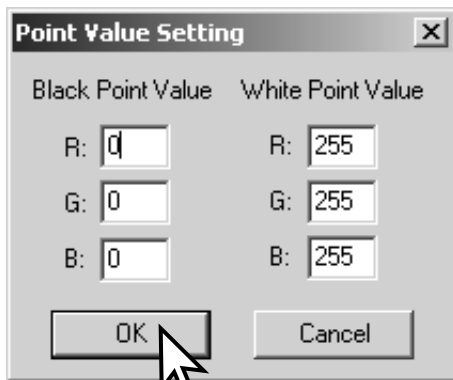 Point Value Setting
Black Point Value White Point Value
R: 0 R: 255
G: 0 G: 255
B: 0 B: 255
OK Cancel